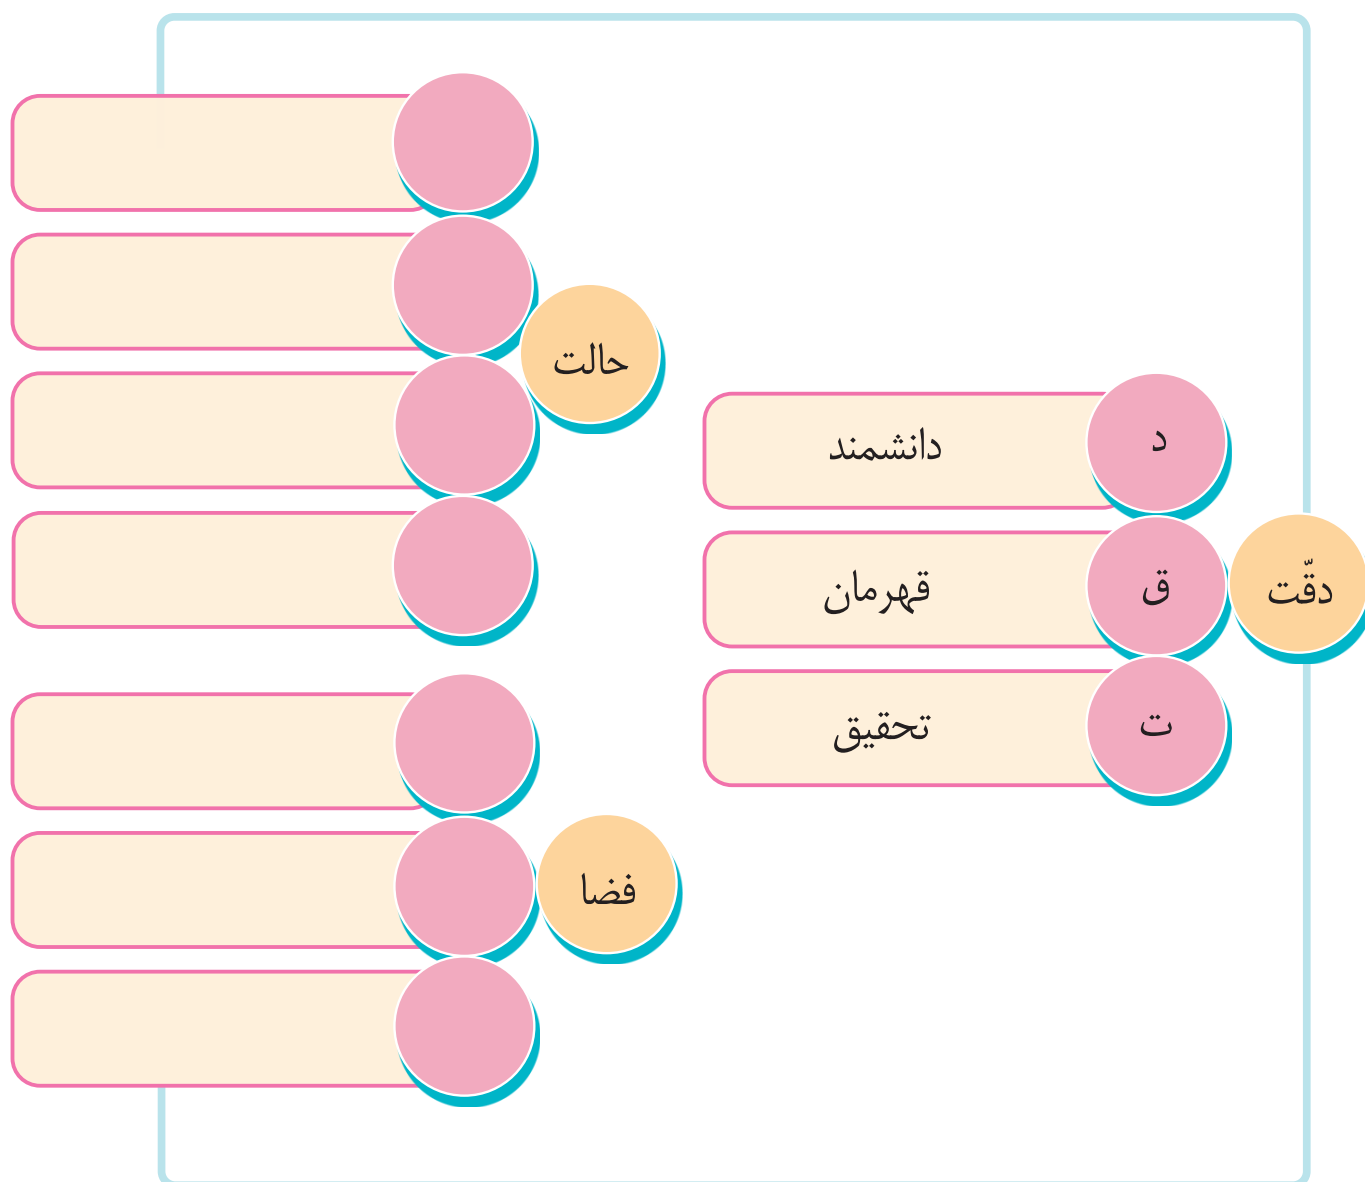 دقّت
د
دانشمند
ق
قهرمان
ت
تحقیق
حالت
فضا